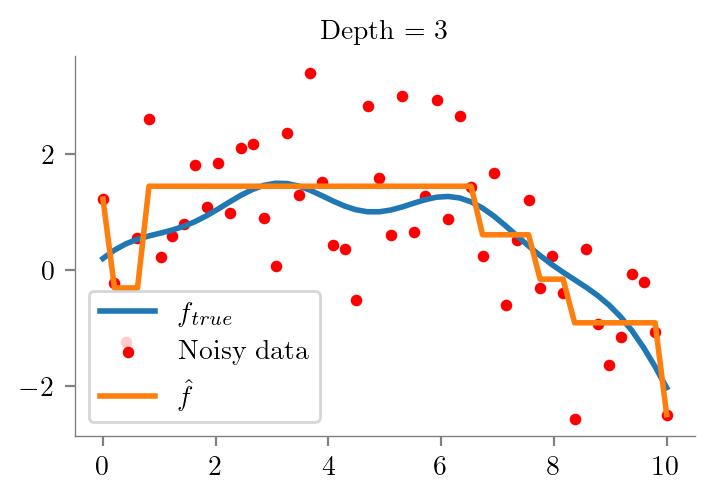 Depth = 3
2
0
−2
f_true
Noisy data
f̂
0 2 4 6 8 10